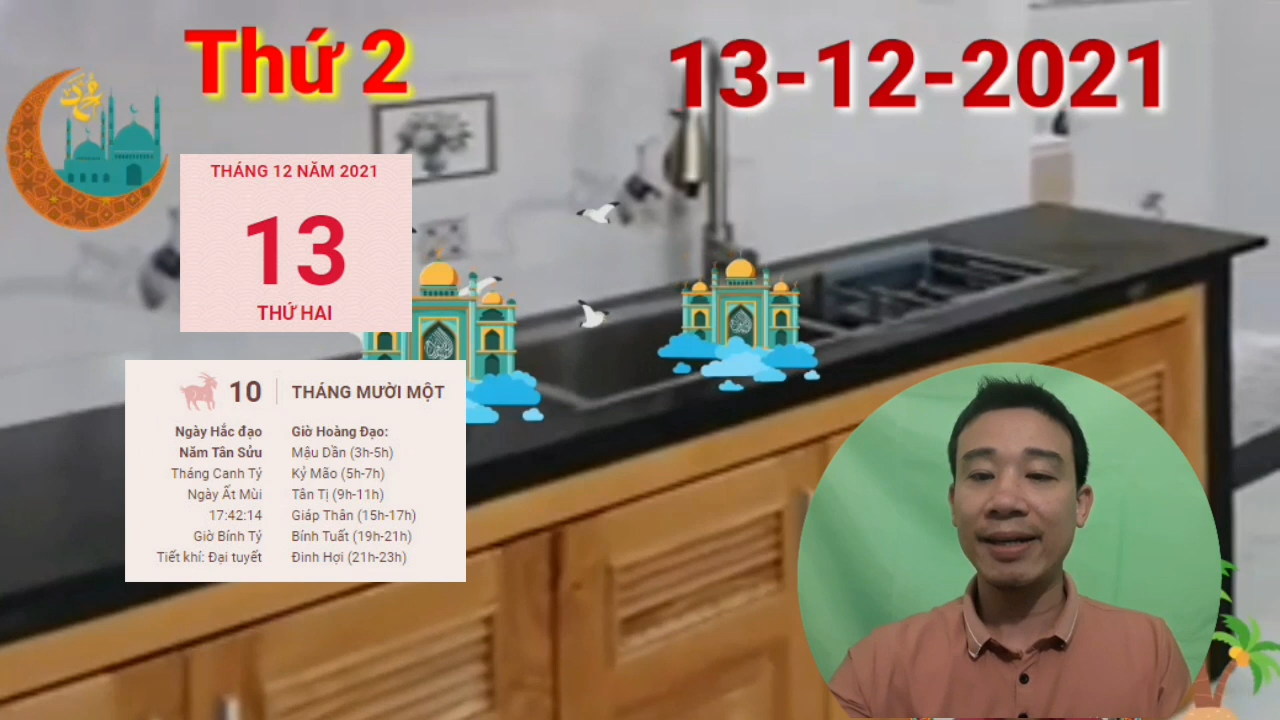 Thứ 2
13-12-2021
THÁNG 12 NĂM 2021
13
THỨ HAI
10
THÁNG MƯỜI MỘT
Ngày Hắc đạo
Năm Tân Sửu
Tháng Canh Tý
Ngày Ất Mùi
17:42:14
Giờ Bính Tý
Tiết khí: Đại tuyết
Giờ Hoàng Đạo:
Mậu Dần (3h-5h)
Kỷ Mão (5h-7h)
Tân Tị (9h-11h)
Giáp Thân (15h-17h)
Bính Tuất (19h-21h)
Đinh Hợi (21h-23h)